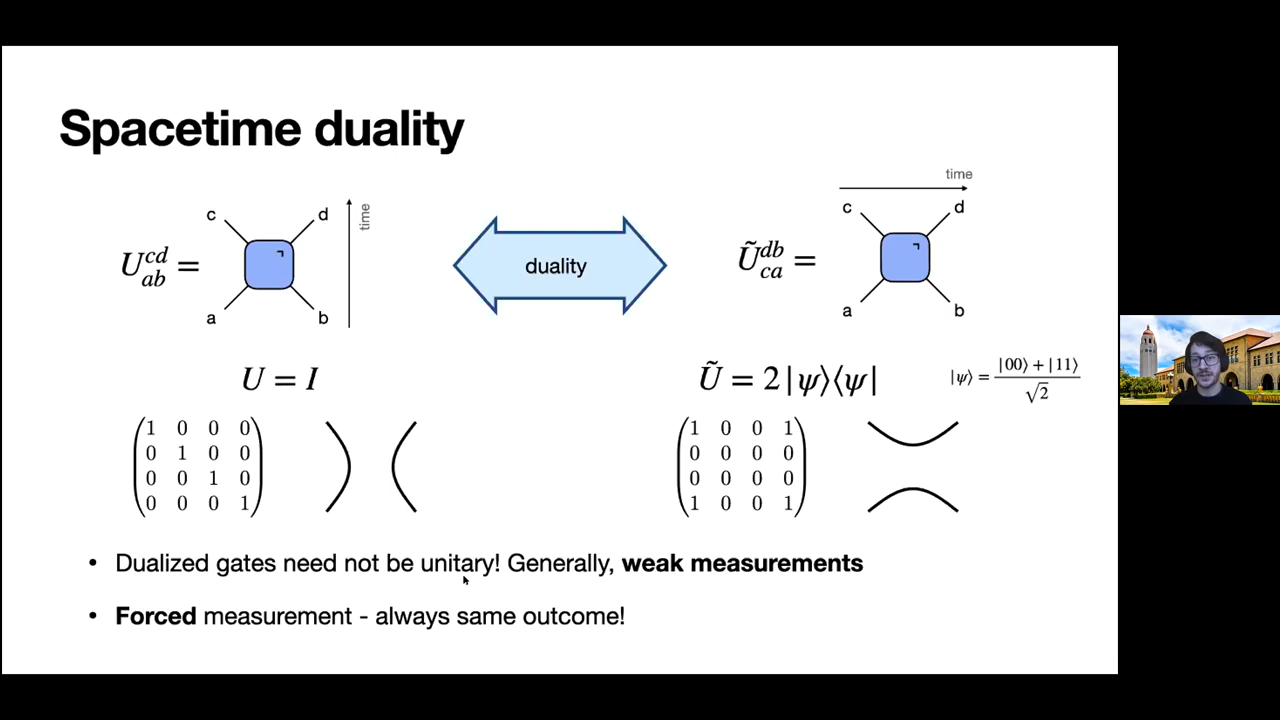 Spacetime duality
time
c d
time
U^{cd}_{ab} =
a b
duality
c d
Ũ^{db}_{ca} =
a b
U = I
Ũ = 2|ψ⟩⟨ψ|
|ψ⟩ = |00⟩ + |11⟩ / √2
1 0 0 0
0 1 0 0
0 0 1 0
0 0 0 1
1 0 0 1
0 0 0 0
0 0 0 0
1 0 0 1
• Dualized gates need not be unitary! Generally, weak measurements
• Forced measurement - always same outcome!